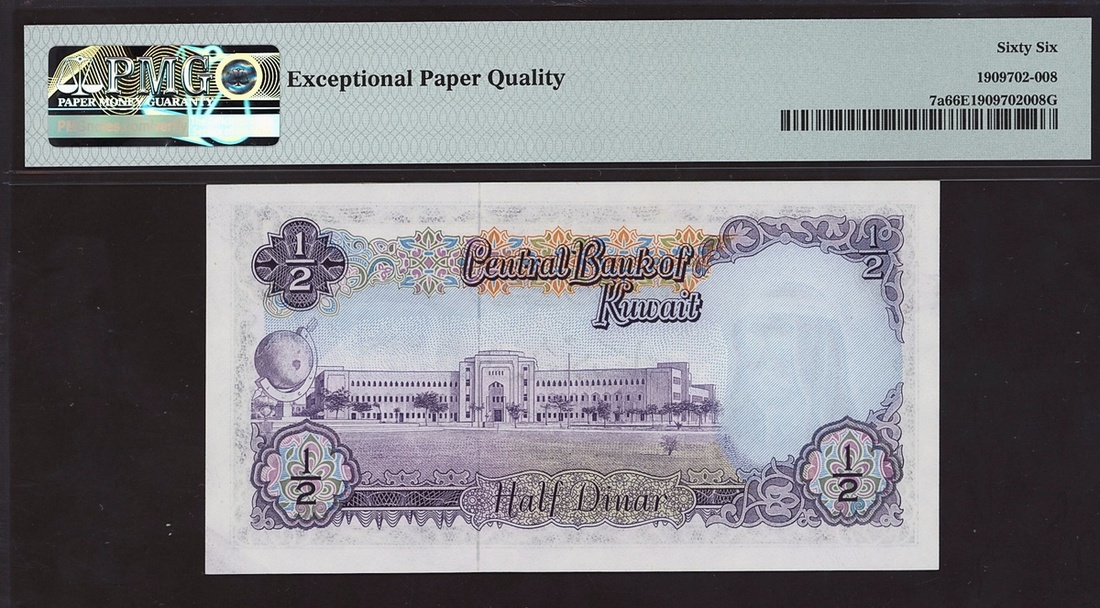 PMG
PAPER MONEY GUARANTY
Exceptional Paper Quality
Sixty Six
1909702-008
7a66E1909702008G
1/2
Central Bank of
Kuwait
1/2
1/2
Half Dinar
1/2